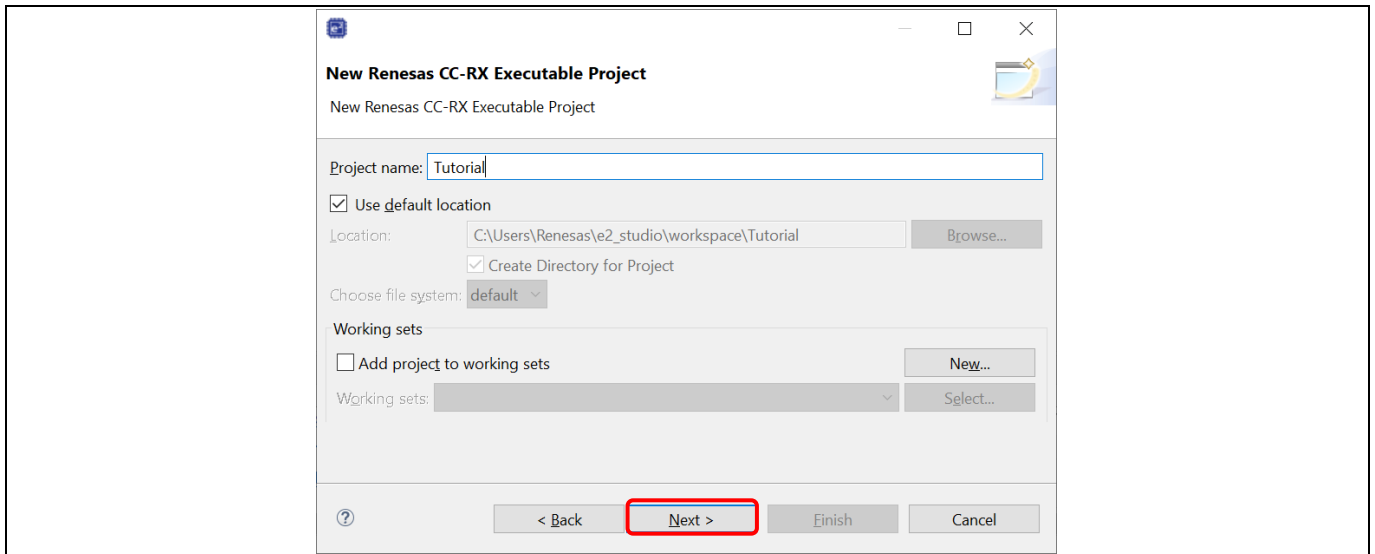 New Renesas CC-RX Executable Project
New Renesas CC-RX Executable Project
Project name: Tutorial
Use default location
Location: C:\Users\Renesas\e2_studio\workspace\Tutorial Browse...
Create Directory for Project
Choose file system: default
Working sets
Add project to working sets New...
Working sets: Select...
? < Back Next > Finish Cancel